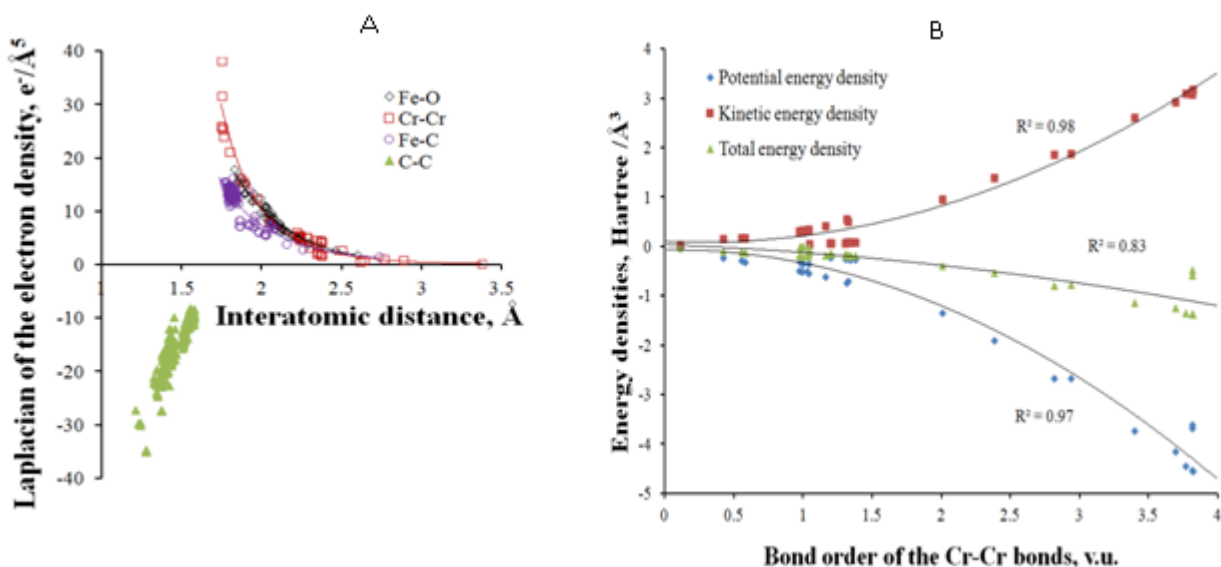 A
Laplacian of the electron density, e⁻/Å⁵
40
30
20
10
0
-10
-20
-30
-40
1
1.5
2
2.5
3
3.5
Interatomic distance, Å
Fe-O
Cr-Cr
Fe-C
C-C
B
Energy densities, Hartree /Å³
4
3
2
1
0
-1
-2
-3
-4
-5
Potential energy density
Kinetic energy density
Total energy density
R² = 0.98
R² = 0.83
R² = 0.97
0
0.5
1
1.5
2
2.5
3
3.5
4
Bond order of the Cr-Cr bonds, v.u.